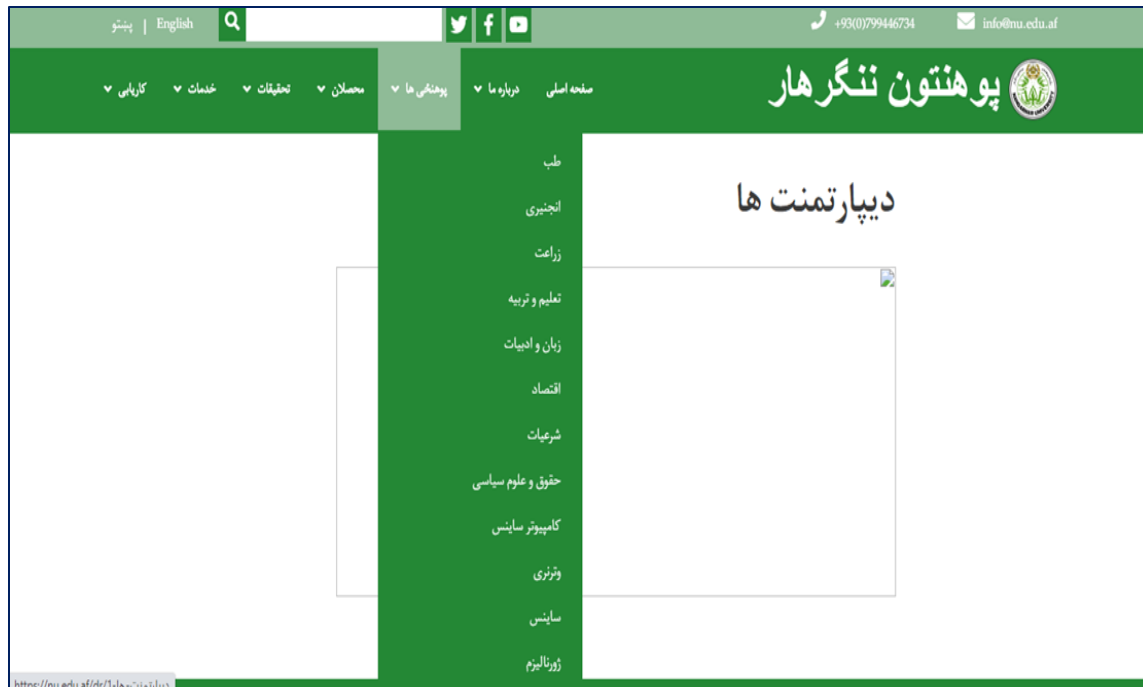 info@nu.edu.af
+93(0)799446734
English | پښتو
پوهنتون ننگرهار
صفحه اصلی
درباره ما
پوهنځی ها
محصلان
تحقیقات
خدمات
کاریابی
طب
انجنیری
زراعت
تعلیم و تربیه
زبان و ادبیات
اقتصاد
شرعیات
حقوق و علوم سیاسی
کامپیوتر ساینس
وترنری
ساینس
ژورنالیزم
دیپارتمنت ها